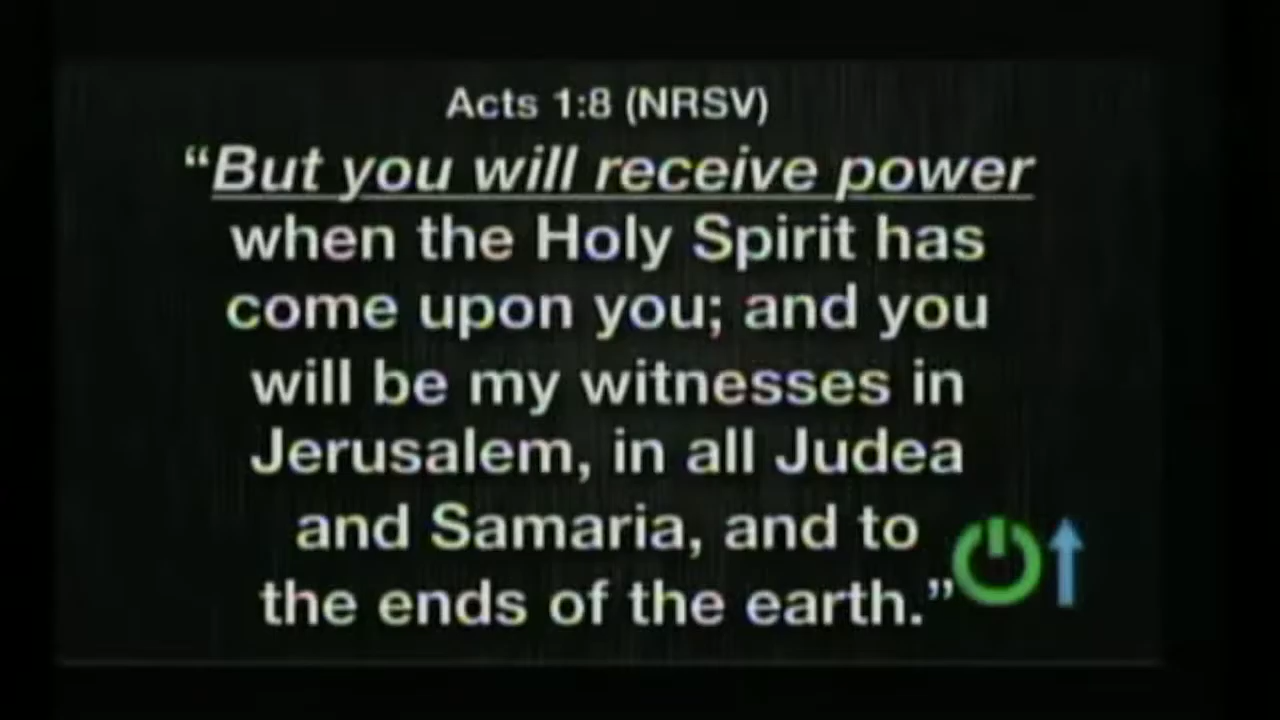 Acts 1:8 (NRSV)
“But you will receive power
when the Holy Spirit has
come upon you; and you
will be my witnesses in
Jerusalem, in all Judea
and Samaria, and to
the ends of the earth.”